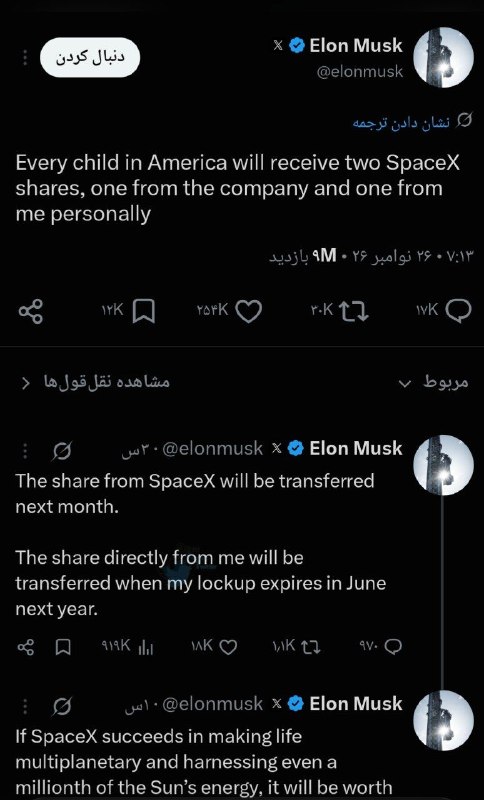 Elon Musk
@elonmusk
دنبال کردن
نشان دادن ترجمه
Every child in America will receive two SpaceX
shares, one from the company and one from
me personally
۷:۱۳ • ۲۶ نوامبر ۲۶ • ۹M بازدید
۱۷K ۳۰K ۲۵۴K ۱۲K
مربوط
مشاهده نقل‌قول‌ها
Elon Musk @elonmusk · ۳۰س
The share from SpaceX will be transferred
next month.
The share directly from me will be
transferred when my lockup expires in June
next year.
۹۷۰ ۱٫۱K ۱۸K ۹۱۹K
Elon Musk @elonmusk · ۱۰س
If SpaceX succeeds in making life
multiplanetary and harnessing even a
millionth of the Sun's energy, it will be worth